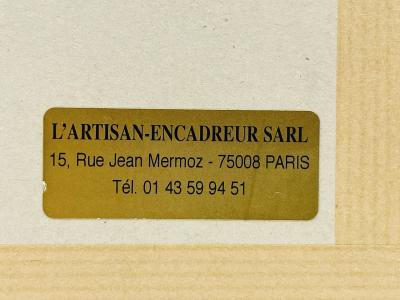 L'ARTISAN-ENCADREUR SARL
15, Rue Jean Mermoz - 75008 PARIS
Tél. 01 43 59 94 51